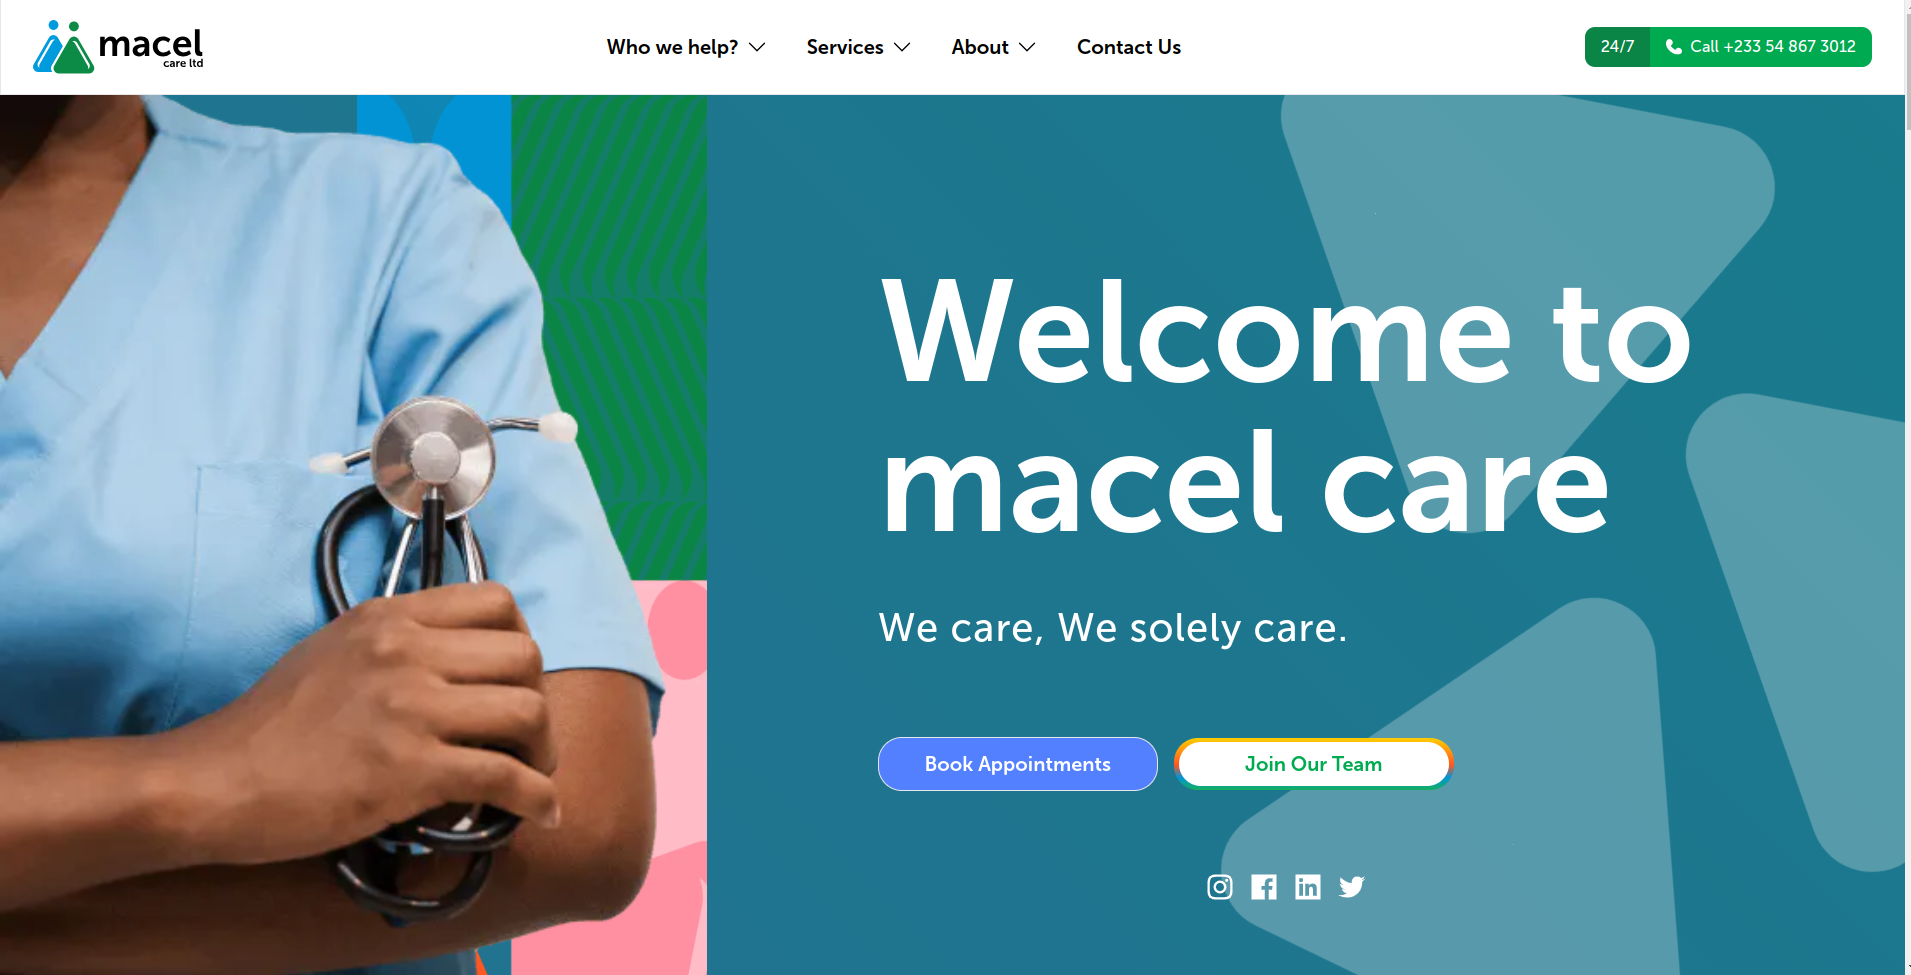 macel
care ltd
Who we help?
Services
About
Contact Us
24/7
Call +233 54 867 3012
Welcome to
macel care
We care, We solely care.
Book Appointments
Join Our Team